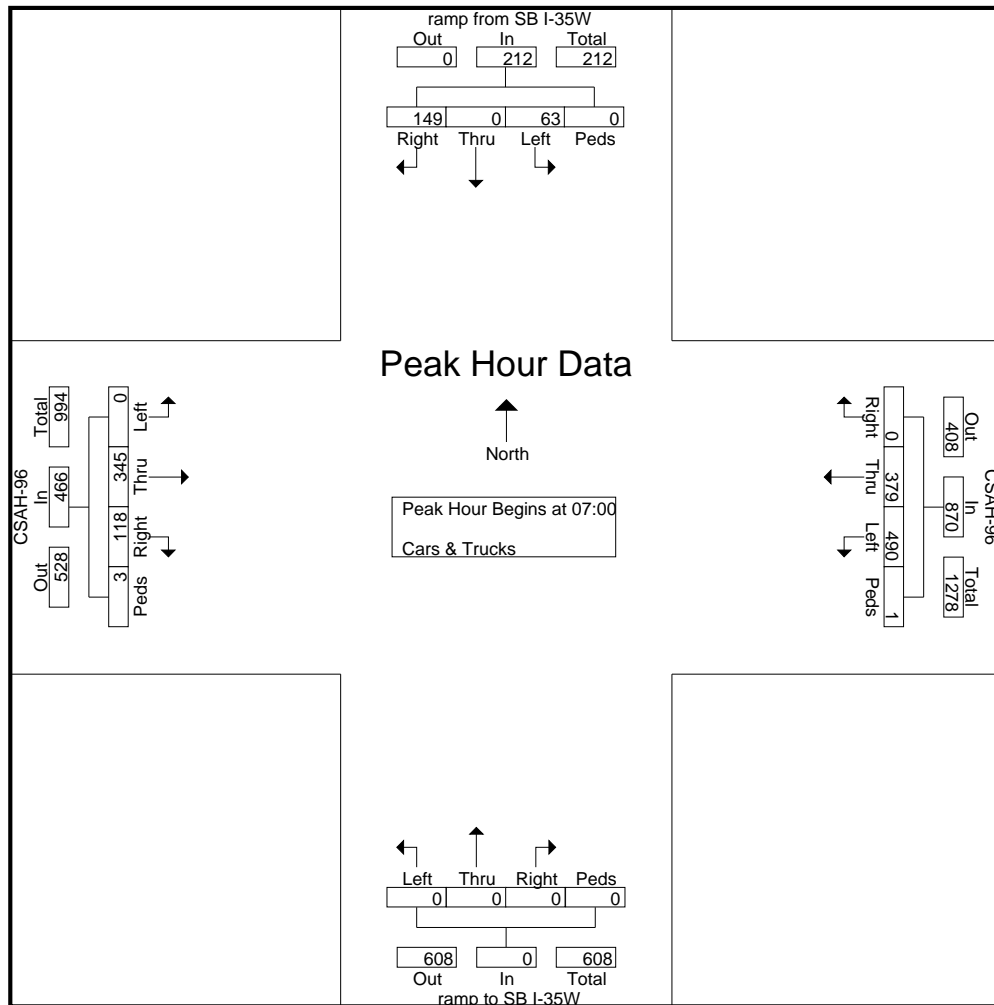 ramp from SB I-35W
Out In Total
0 212 212
149 0 63 0
Right Thru Left Peds
Peak Hour Data
North
Peak Hour Begins at 07:00
Cars & Trucks
CSAH-96
Total In Out
994 466 528
0 345 118 3
Left Thru Right Peds
Right Thru Left Peds
0 379 490 1
Out In Total
408 870 1278
CSAH-96
Left Thru Right Peds
0 0 0 0
608 0 608
Out In Total
ramp to SB I-35W